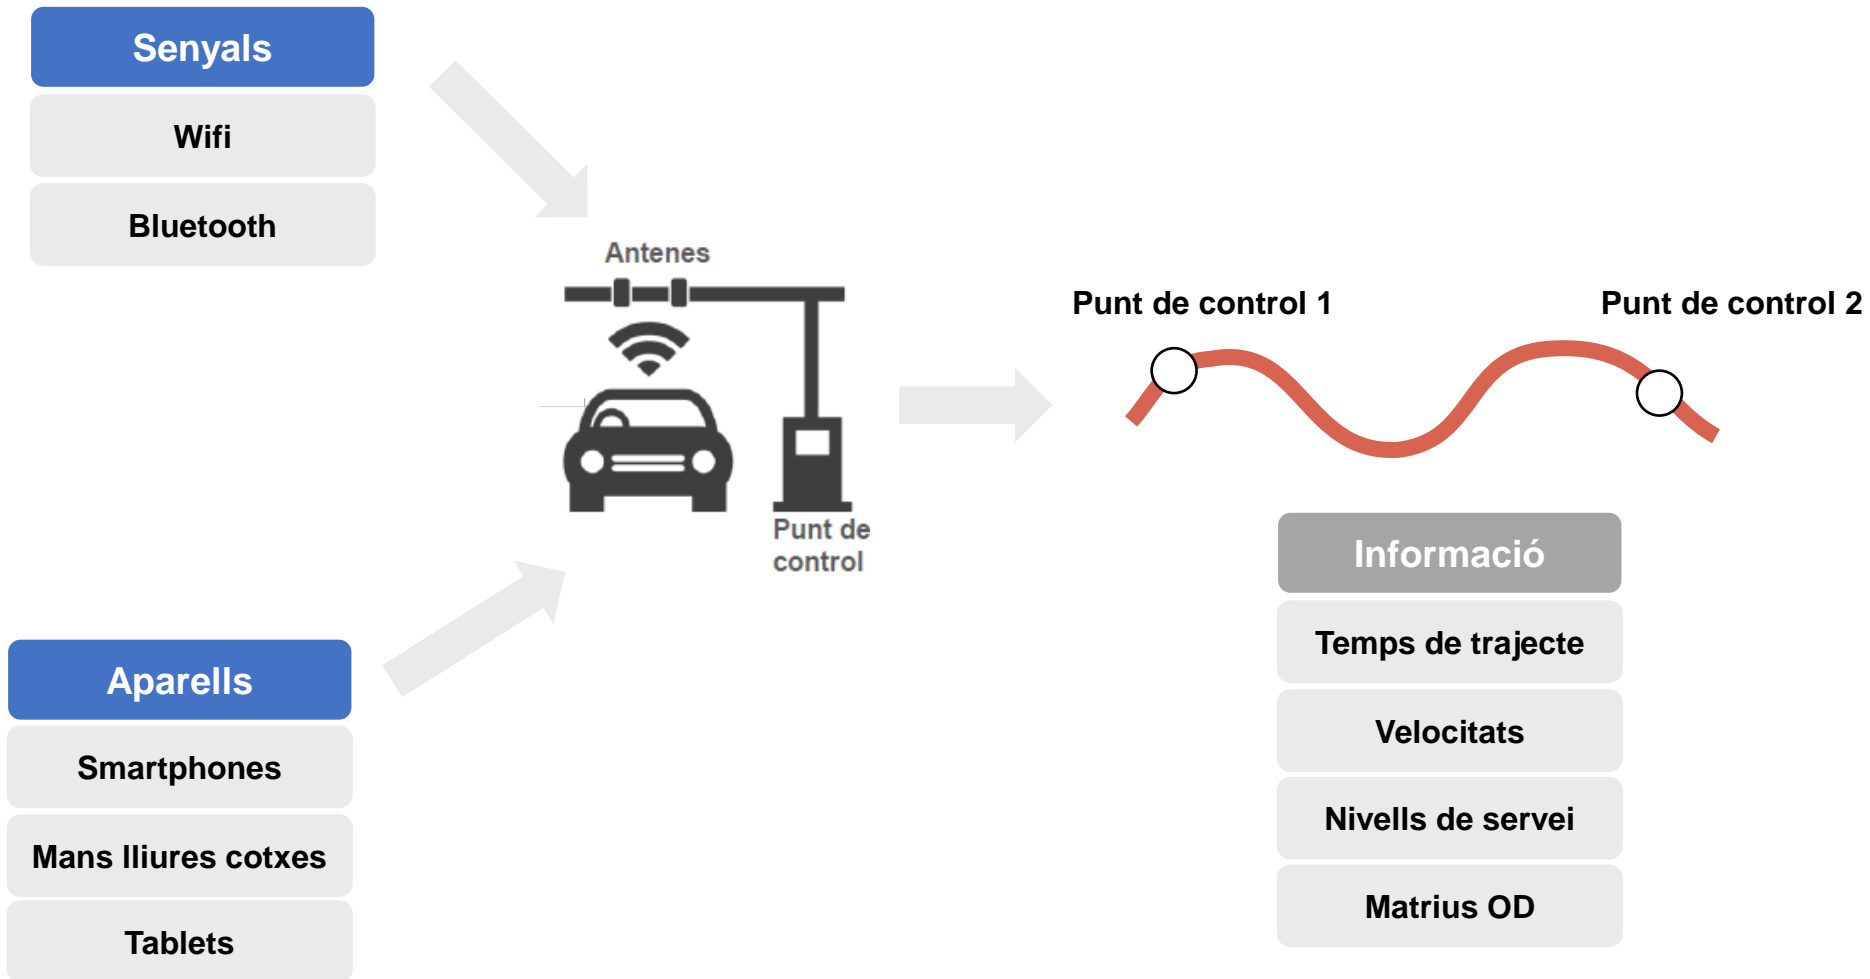 Senyals
Wifi
Bluetooth
Antenes
Punt de
control
Aparells
Smartphones
Mans lliures cotxes
Tablets
Punt de control 1
Punt de control 2
Informació
Temps de trajecte
Velocitats
Nivells de servei
Matrius OD